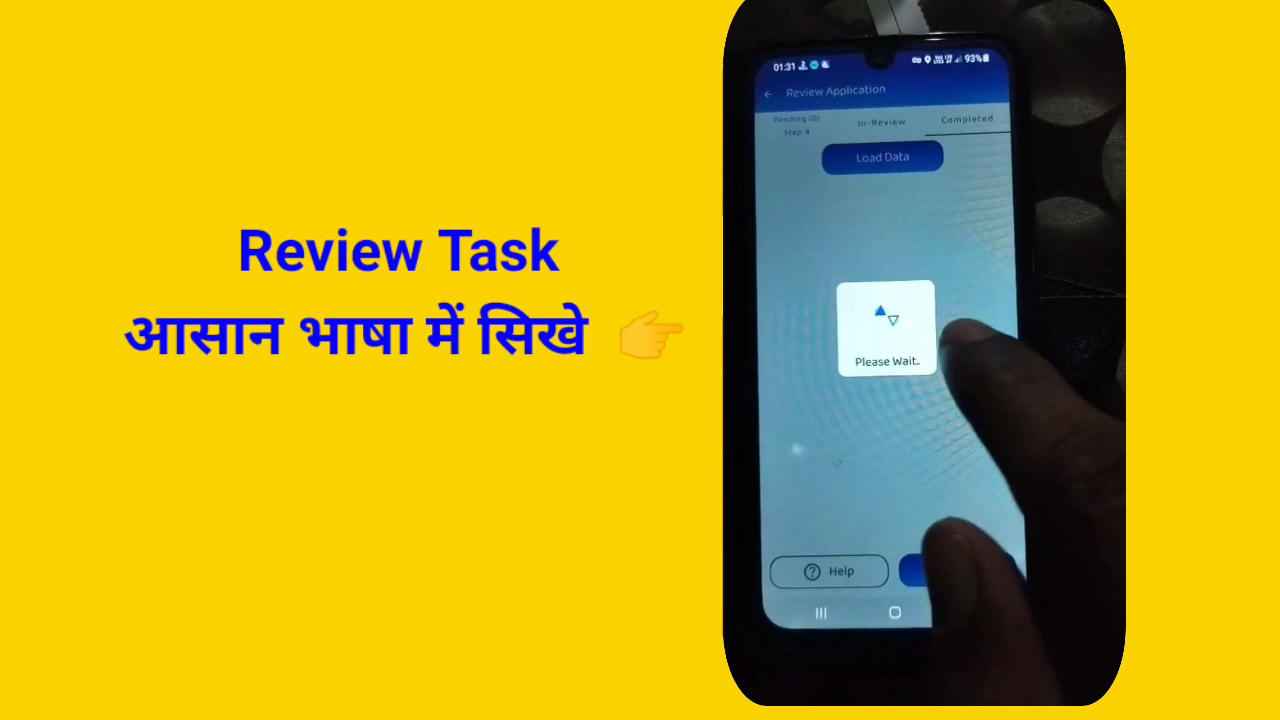 Review Task
आसान भाषा में सिखे
01:31
93%
Review Application
Pending (0)
Step 4
In-Review
Completed
Load Data
Please Wait..
Help